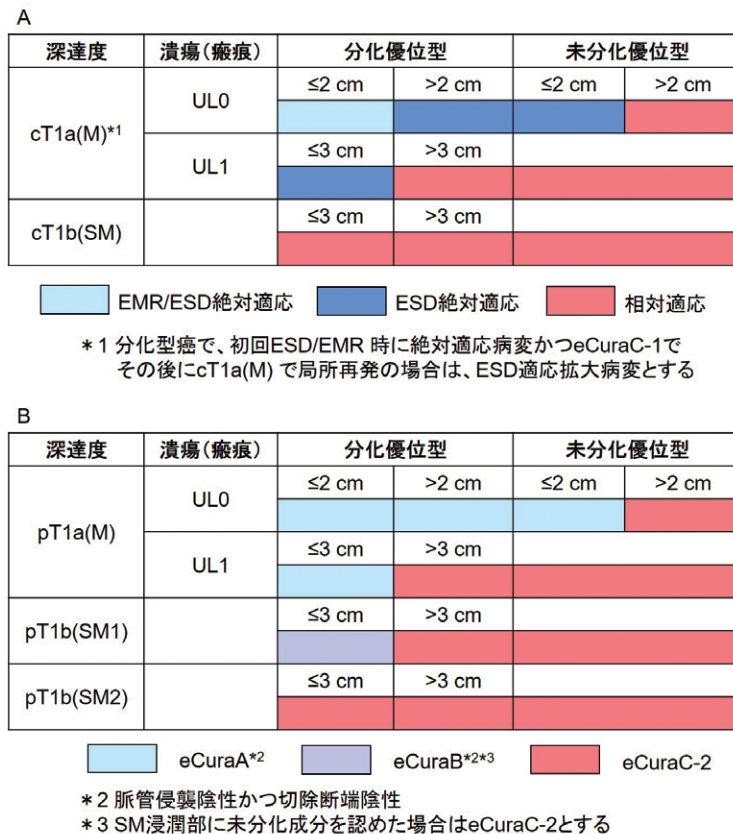 A
深達度 潰瘍(瘢痕) 分化優位型 未分化優位型
cT1a(M)*1 UL0 ≤2 cm >2 cm ≤2 cm >2 cm
UL1 ≤3 cm >3 cm
cT1b(SM) ≤3 cm >3 cm
EMR/ESD絶対適応 ESD絶対適応 相対適応
*1 分化型癌で、初回ESD/EMR 時に絶対適応病変かつeCuraC-1で
その後にcT1a(M) で局所再発の場合は、ESD適応拡大病変とする
B
深達度 潰瘍(瘢痕) 分化優位型 未分化優位型
pT1a(M) UL0 ≤2 cm >2 cm ≤2 cm >2 cm
UL1 ≤3 cm >3 cm
pT1b(SM1) ≤3 cm >3 cm
pT1b(SM2) ≤3 cm >3 cm
eCuraA*2 eCuraB*2*3 eCuraC-2
*2 脈管侵襲陰性かつ切除断端陰性
*3 SM浸潤部に未分化成分を認めた場合はeCuraC-2とする